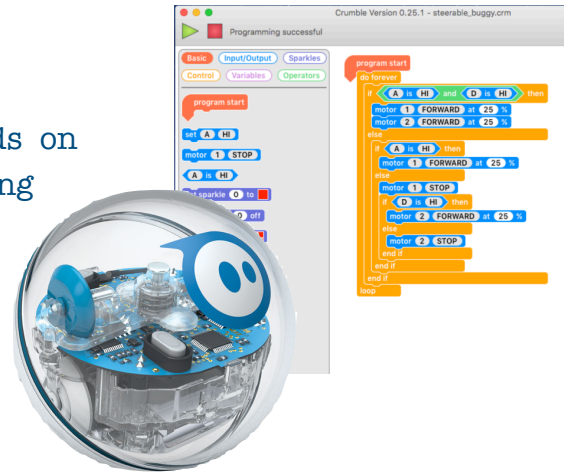 Crumble Version 0.25.1 – steerable_buggy.crm
Programming successful
Basic Input/Output Sparkles
Control Variables Operators
program start
set A HI
motor 1 STOP
A is HI
sparkle 0 to
0 off
on
program start
do forever
if A is HI and D is HI then
motor 1 FORWARD at 25 %
motor 2 FORWARD at 25 %
else
if A is HI then
motor 1 FORWARD at 25 %
else
motor 1 STOP
if D is HI then
motor 2 FORWARD at 25 %
else
motor 2 STOP
end if
end if
end if
loop